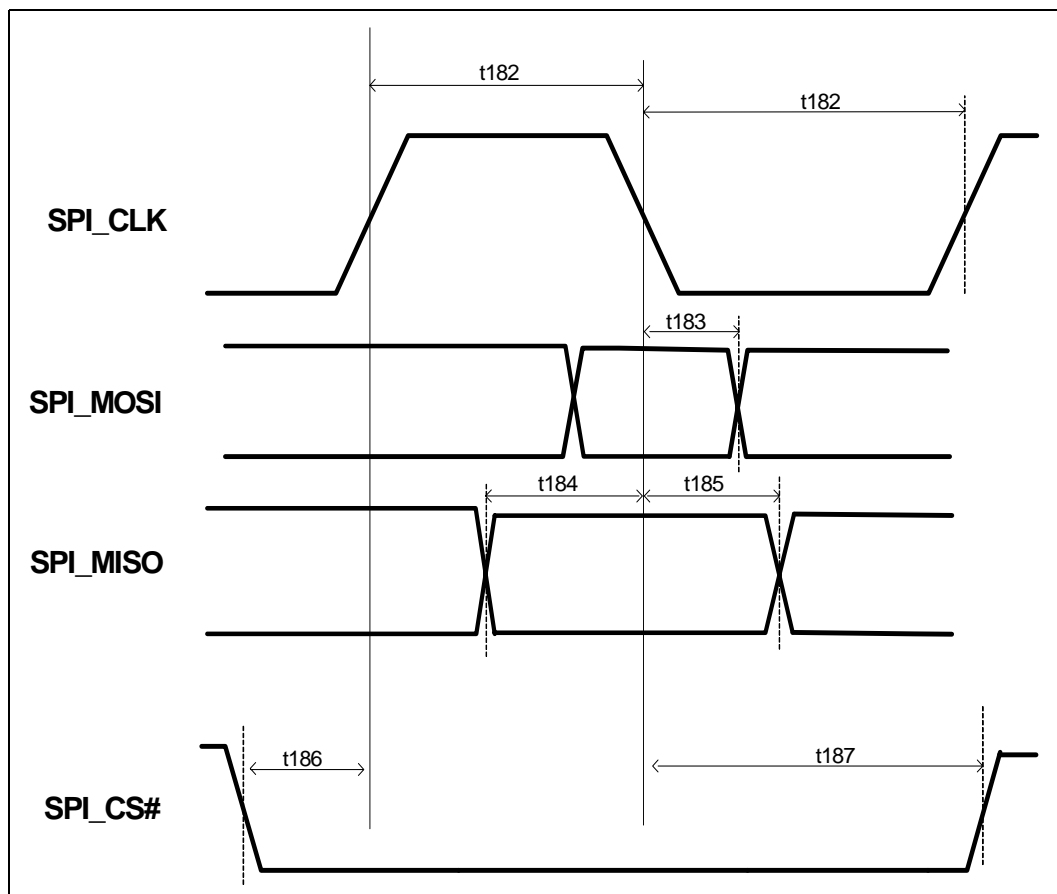 t182
t182
SPI_CLK
t183
SPI_MOSI
t184
t185
SPI_MISO
t186
t187
SPI_CS#